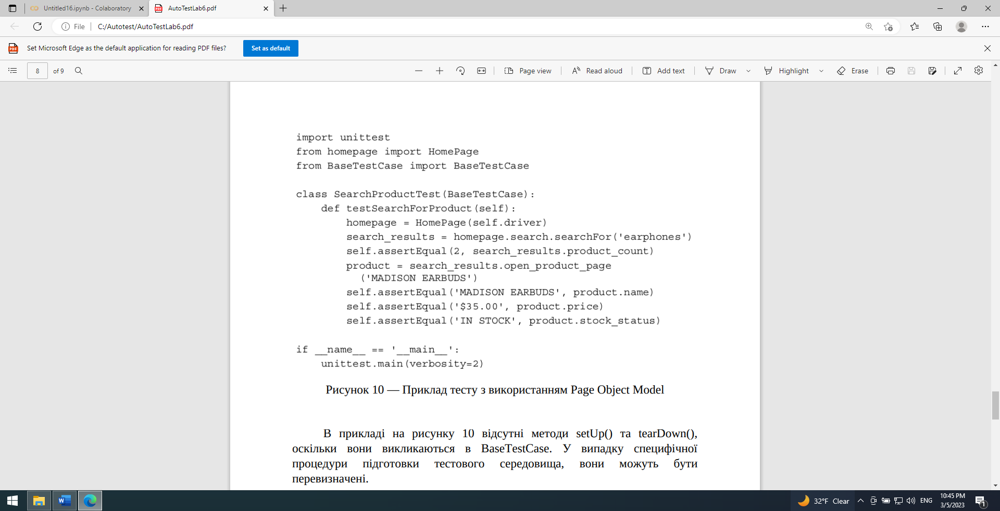 Untitled16.ipynb - Colaboratory
AutoTestLab6.pdf
File
C:/Autotest/AutoTestLab6.pdf
Set Microsoft Edge as the default application for reading PDF files?
Set as default
8 of 9
Page view
Read aloud
Add text
Draw
Highlight
Erase
import unittest
from homepage import HomePage
from BaseTestCase import BaseTestCase
class SearchProductTest(BaseTestCase):
def testSearchForProduct(self):
homepage = HomePage(self.driver)
search_results = homepage.search.searchFor('earphones')
self.assertEqual(2, search_results.product_count)
product = search_results.open_product_page
('MADISON EARBUDS')
self.assertEqual('MADISON EARBUDS', product.name)
self.assertEqual('$35.00', product.price)
self.assertEqual('IN STOCK', product.stock_status)
if __name__ == '__main__':
unittest.main(verbosity=2)
Рисунок 10 — Приклад тесту з використанням Page Object Model
В прикладі на рисунку 10 відсутні методи setUp() та tearDown(),
оскільки вони викликаються в BaseTestCase. У випадку специфічної
процедури підготовки тестового середовища, вони можуть бути
перевизначені.
32°F Clear
ENG
10:45 PM
3/5/2023
1